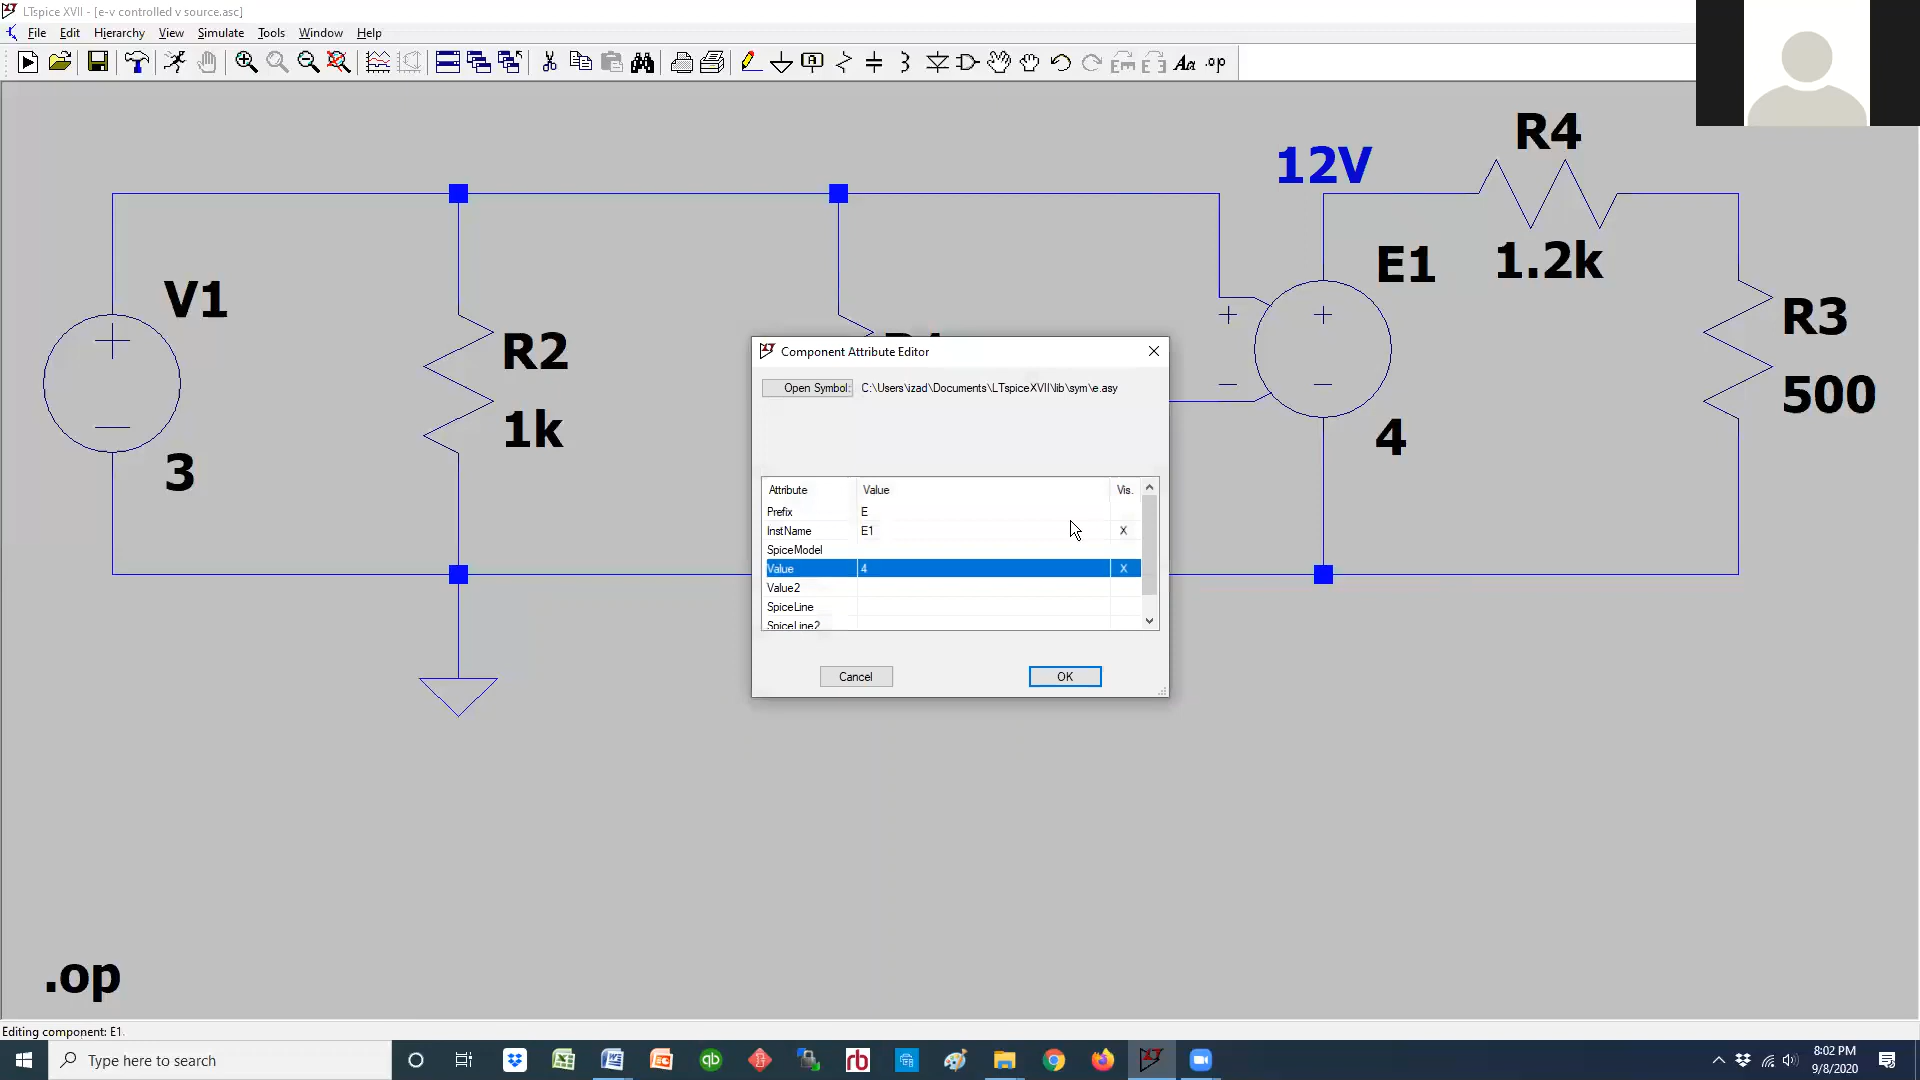 LTspice XVII - [e-v controlled v source.asc]
File Edit Hierarchy View Simulate Tools Window Help
Aa .op
R4
12V
V1
E1
1.2k
R2
R3
Component Attribute Editor
Open Symbol: C:\Users\izad\Documents\LTspiceXVII\lib\sym\e.asy
500
1k
4
3
Attribute Value Vis.
Prefix E
InstName E1 X
SpiceModel
Value 4 X
Value2
SpiceLine
SpiceLine2
Cancel OK
.op
Editing component: E1.
Type here to search
qb
rb
8:02 PM
9/8/2020